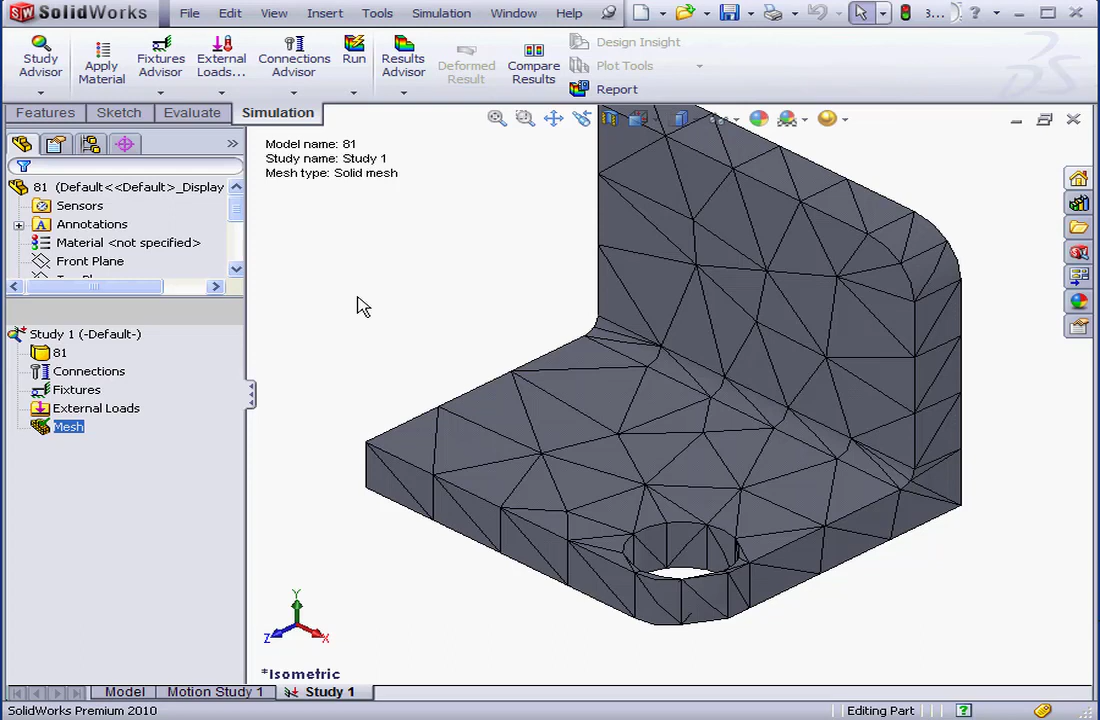 SolidWorks File Edit View Insert Tools Simulation Window Help 3... ?
Study Advisor
Apply Material
Fixtures Advisor
External Loads...
Connections Advisor
Run
Results Advisor
Deformed Result
Compare Results
Design Insight
Plot Tools
Report
Features Sketch Evaluate Simulation
Model name: 81
Study name: Study 1
Mesh type: Solid mesh
81 (Default<<Default>_Display
Sensors
A Annotations
Material <not specified>
Front Plane
Study 1 (-Default-)
81
Connections
Fixtures
External Loads
Mesh
Y
Z X
*Isometric
Model Motion Study 1 Study 1
SolidWorks Premium 2010 Editing Part ?